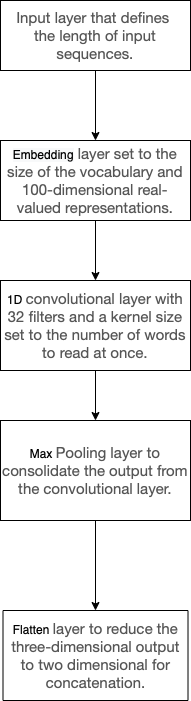 Input layer that defines
the length of input
sequences.
Embedding layer set to the
size of the vocabulary and
100-dimensional real-
valued representations.
1D convolutional layer with
32 filters and a kernel size
set to the number of words
to read at once.
Max Pooling layer to
consolidate the output from
the convolutional layer.
Flatten layer to reduce the
three-dimensional output
to two dimensional for
concatenation.